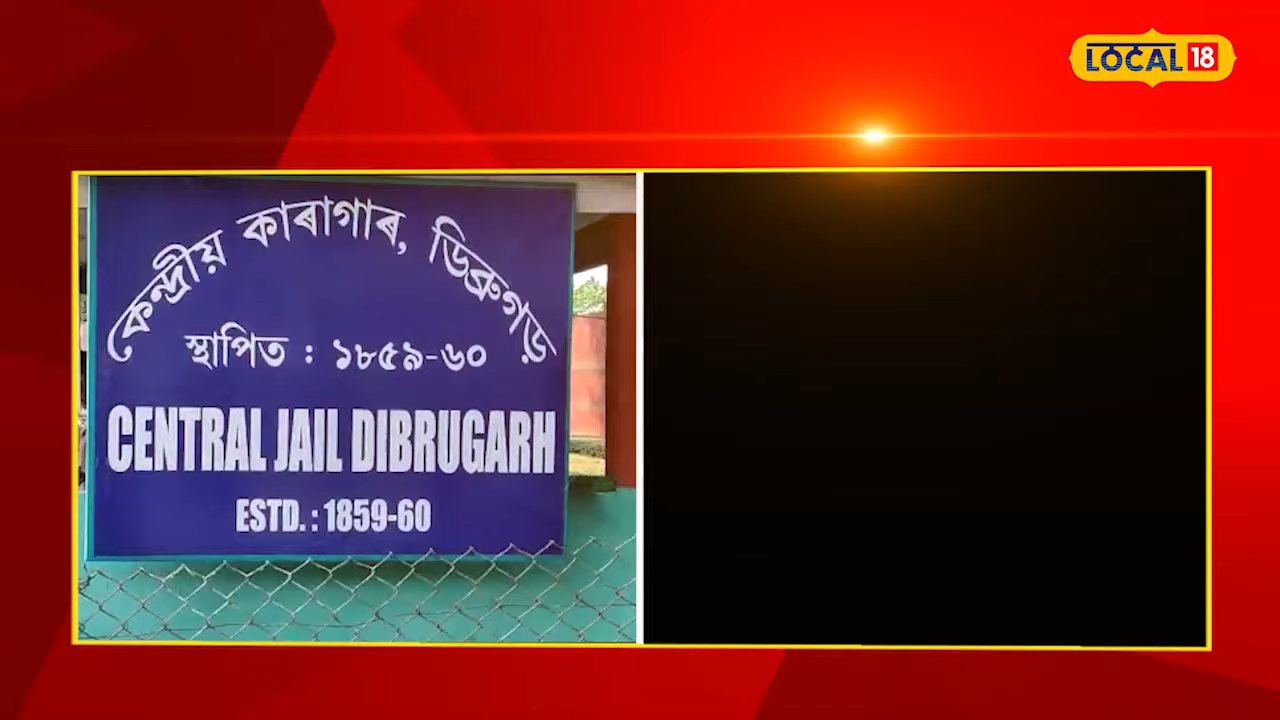 LOCAL 18
কেন্দ্ৰীয় কাৰাগাৰ, ডিব্ৰুগড়
স্থাপিত : ১৮৫৯-৬০
CENTRAL JAIL DIBRUGARH
ESTD. : 1859-60